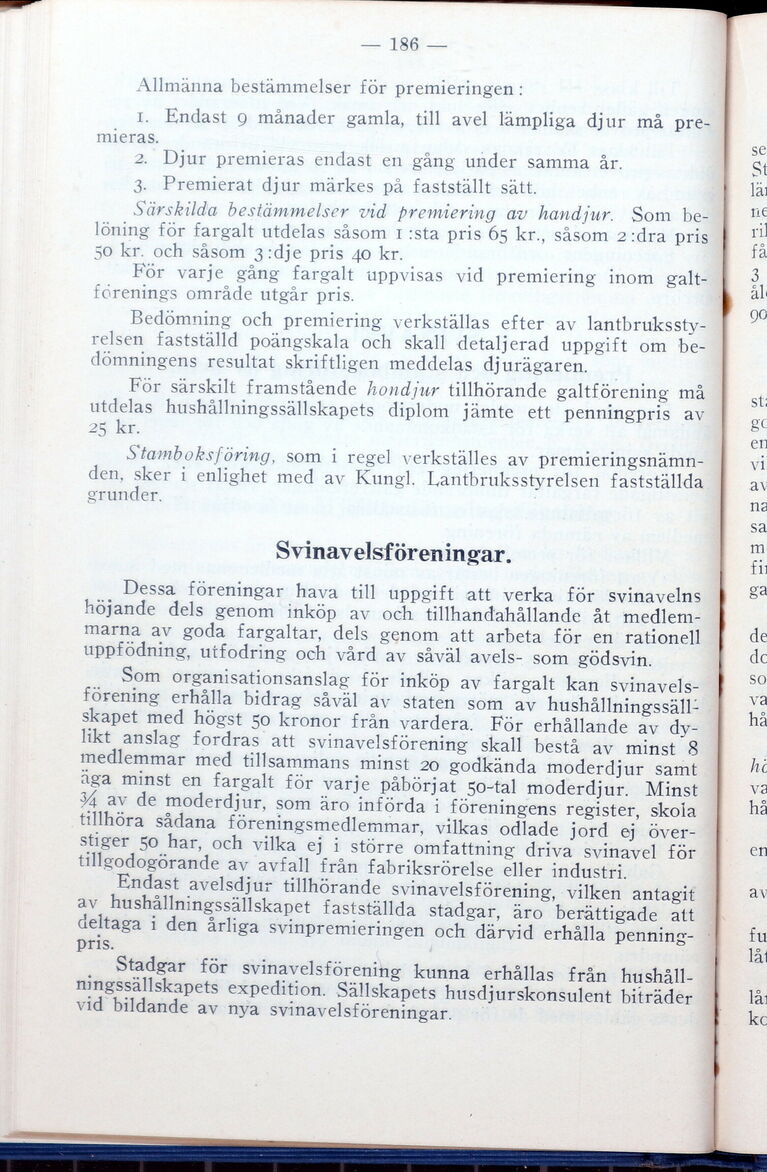 — 186 —
Allmänna bestämmelser för premieringen:
1. Endast 9 månader gamla, till avel lämpliga djur må pre-
mieras.
2. Djur premieras endast en gång under samma år.
3. Premierat djur märkes på fastställt sätt.
Särskilda bestämmelser vid premiering av handjur. Som be-
löning för fargalt utdelas såsom 1 :sta pris 65 kr., såsom 2 :dra pris
50 kr. och såsom 3 :dje pris 40 kr.
För varje gång fargalt uppvisas vid premiering inom galt-
förenings område utgår pris.
Bedömning och premiering verkställas efter av lantbrukssty-
relsen fastställd poängskala och skall detaljerad uppgift om be-
dömningens resultat skriftligen meddelas djurägaren.
För särskilt framstående hondjur tillhörande galtförening må
utdelas hushållningssällskapets diplom jämte ett penningpris av
25 kr.
Stamboksföring, som i regel verkställes av premieringsnämn-
den, sker i enlighet med av Kungl. Lantbruksstyrelsen fastställda
grunder.
Svinavelsföreningar.
Dessa föreningar hava till uppgift att verka för svinavelns
höjande dels genom inköp av och tillhandahållande åt medlem-
marna av goda fargaltar, dels genom att arbeta för en rationell
uppfödning, utfodring och vård av såväl avels- som gödsvin.
Som organisationsanslag för inköp av fargalt kan svinavels-
förening erhålla bidrag såväl av staten som av hushållningssäll-
skapet med högst 50 kronor från vardera. För erhållande av dy-
likt anslag fordras att svinavelsförening skall bestå av minst 8
medlemmar med tillsammans minst 20 godkända moderdjur samt
äga minst en fargalt för varje påbörjat 50-tal moderdjur. Minst
¾ av de moderdjur, som äro införda i föreningens register, skola
tillhöra sådana föreningsmedlemmar, vilkas odlade jord ej över-
stiger 50 har, och vilka ej i större omfattning driva svinavel för
tillgodogörande av avfall från fabriksrörelse eller industri.
Endast avelsdjur tillhörande svinavelsförening, vilken antagit
av hushållningssällskapet fastställda stadgar, äro berättigade att
deltaga i den årliga svinpremieringen och därvid erhålla penning-
pris.
Stadgar för svinavelsförening kunna erhållas från hushåll-
ningssällskapets expedition. Sällskapets husdjurskonsulent biträder
vid bildande av nya svinavelsföreningar.